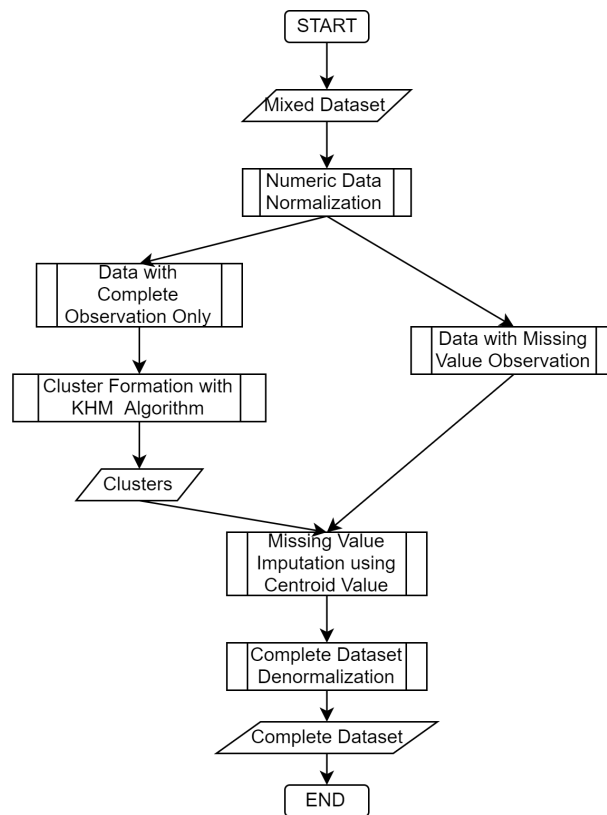 START
Mixed Dataset
Numeric Data
Normalization
Data with
Complete
Observation Only
Data with Missing
Value Observation
Cluster Formation with
KHM Algorithm
Clusters
Missing Value
Imputation using
Centroid Value
Complete Dataset
Denormalization
Complete Dataset
END